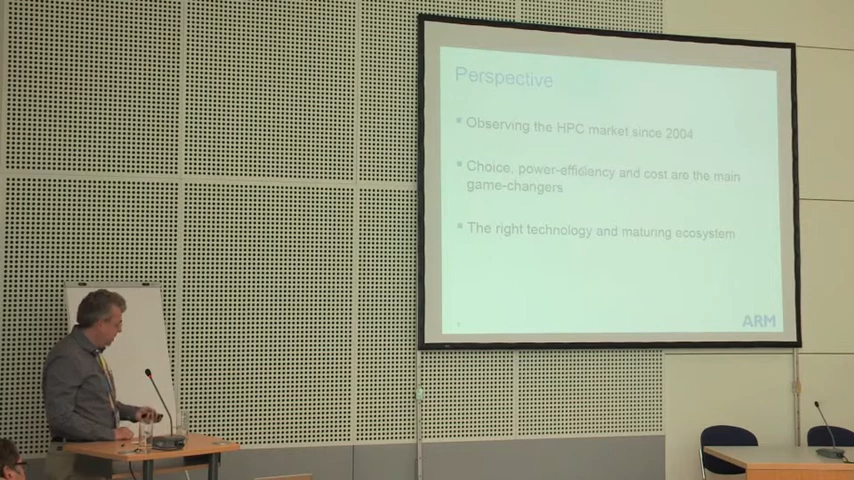 Perspective
▪ Observing the HPC market since 2004
▪ Choice, power-efficiency and cost are the main
game-changers
▪ The right technology and maturing ecosystem
ARM